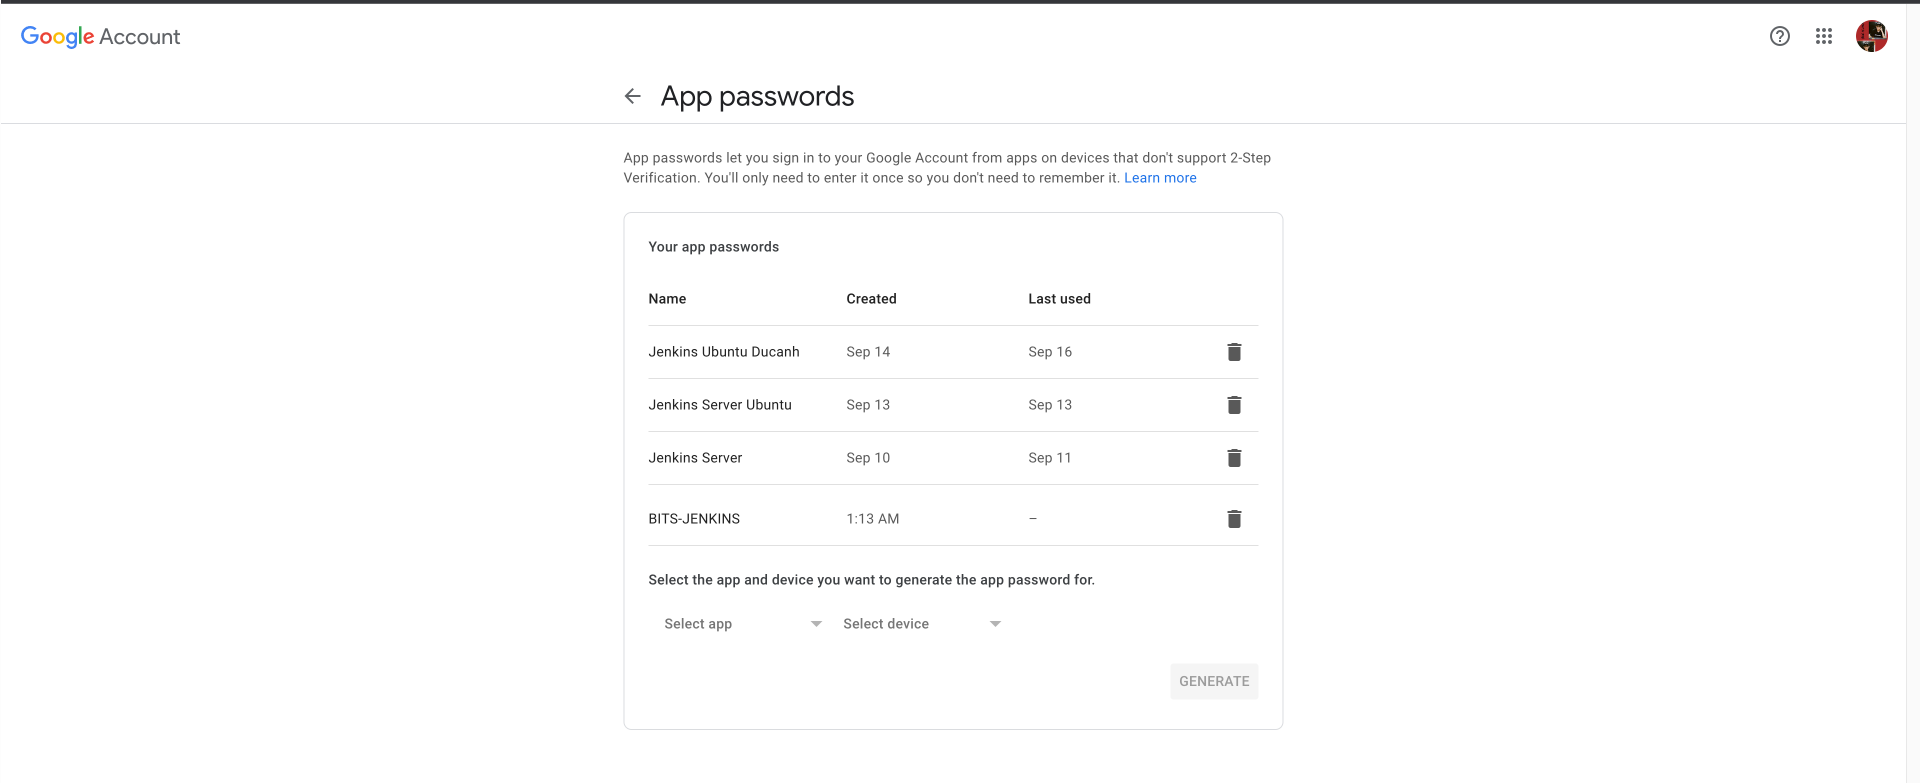 Google Account
App passwords
App passwords let you sign in to your Google Account from apps on devices that don't support 2-Step
Verification. You'll only need to enter it once so you don't need to remember it. Learn more
Your app passwords
Name Created Last used
Jenkins Ubuntu Ducanh Sep 14 Sep 16
Jenkins Server Ubuntu Sep 13 Sep 13
Jenkins Server Sep 10 Sep 11
BITS-JENKINS 1:13 AM –
Select the app and device you want to generate the app password for.
Select app Select device
GENERATE